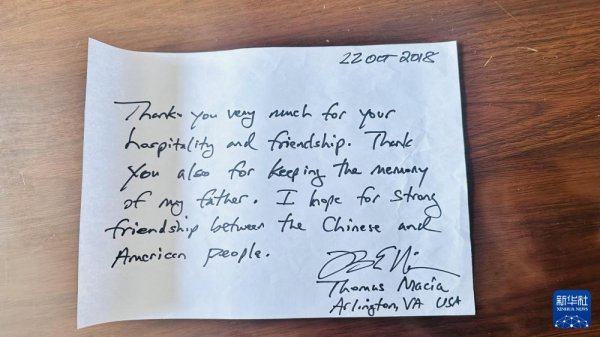 22 OCT 2018
Thank you very much for your
hospitality and friendship. Thank
you also for keeping the memory
of my father. I hope for strong
friendship between the Chinese and
American people.
Thomas Macia
Arlington, VA USA
新华社
XINHUA NEWS